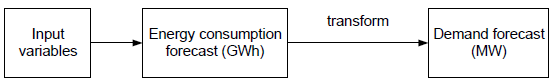 Input
variables
Energy consumption
forecast (GWh)
transform
Demand forecast
(MW)